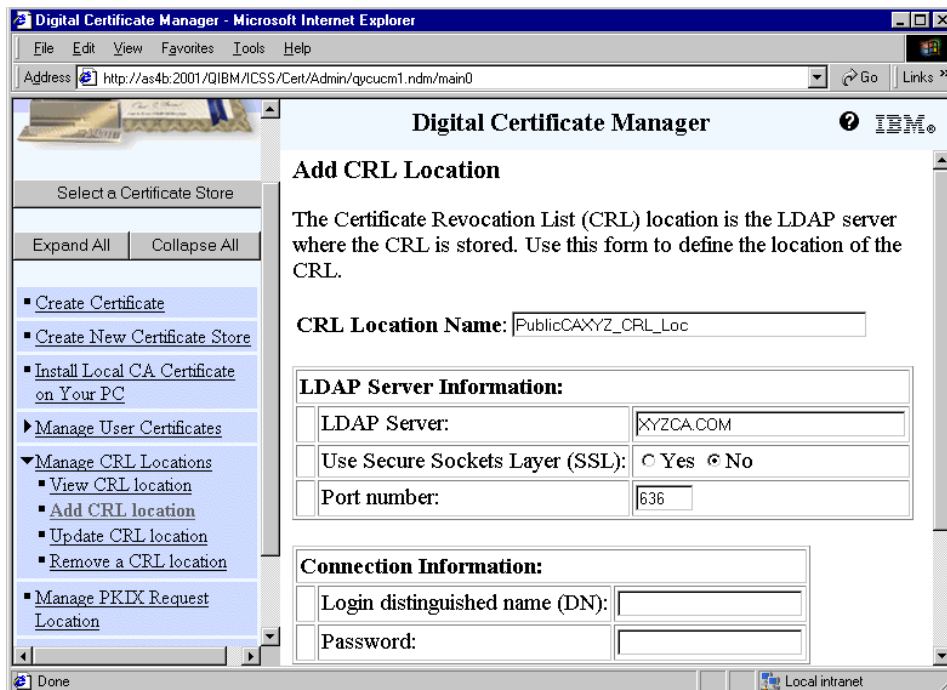 Digital Certificate Manager - Microsoft Internet Explorer
File Edit View Favorites Tools Help
Address http://as4b:2001/QIBM/ICSS/Cert/Admin/qycucm1.ndm/main0 Go Links »
Select a Certificate Store
Expand All Collapse All
Create Certificate
Create New Certificate Store
Install Local CA Certificate
on Your PC
Manage User Certificates
Manage CRL Locations
View CRL location
Add CRL location
Update CRL location
Remove a CRL location
Manage PKIX Request
Location
Digital Certificate Manager
IBM®
Add CRL Location
The Certificate Revocation List (CRL) location is the LDAP server
where the CRL is stored. Use this form to define the location of the
CRL.
CRL Location Name: PublicCAXYZ_CRL_Loc
LDAP Server Information:
LDAP Server: XYZCA.COM
Use Secure Sockets Layer (SSL): Yes No
Port number: 636
Connection Information:
Login distinguished name (DN):
Password:
Done Local intranet